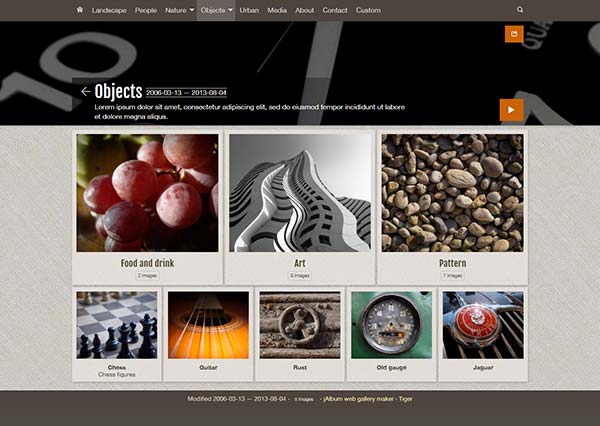 Landscape People Nature Objects Urban Media About Contact Custom
10
QUA
Objects 2006-03-13 — 2013-08-04
Lorem ipsum dolor sit amet, consectetur adipiscing elit, sed do eiusmod tempor incididunt ut labore
et dolore magna aliqua.
Food and drink Art Pattern
2 Images 9 Images 7 Images
Chess Guitar Rust Old gauge Jaguar
Chess figures
Modified 2006-03-13 — 2013-08-04 · 5 Images · jAlbum web gallery maker · Tiger